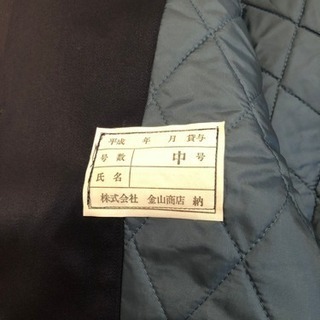 平成 年 月 貸与
号数 中 号
氏名
株式会社 金山商店 納